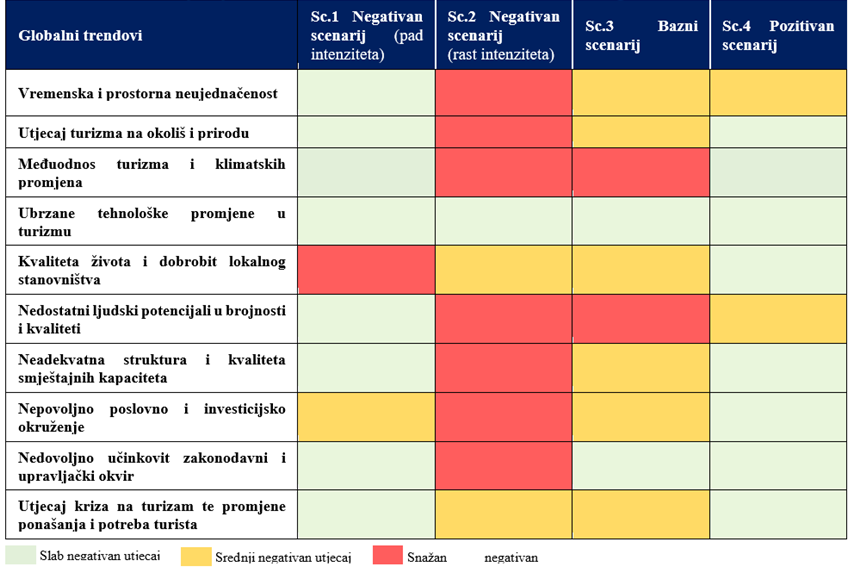 Globalni trendovi
Sc.1 Negativan
scenarij (pad
intenziteta)
Sc.2 Negativan
scenarij
(rast intenziteta)
Sc.3 Bazni
scenarij
Sc.4 Pozitivan
scenarij
Vremenska i prostorna neujednačenost
Utjecaj turizma na okoliš i prirodu
Međuodnos turizma i klimatskih
promjena
Ubrzane tehnološke promjene u
turizmu
Kvaliteta života i dobrobit lokalnog
stanovništva
Nedostatni ljudski potencijali u brojnosti
i kvaliteti
Neadekvatna struktura i kvaliteta
smještajnih kapaciteta
Nepovoljno poslovno i investicijsko
okruženje
Nedovoljno učinkovit zakonodavni i
upravljački okvir
Utjecaj kriza na turizam te promjene
ponašanja i potreba turista
Slab negativan utjecaj
Srednji negativan utjecaj
Snažan negativan